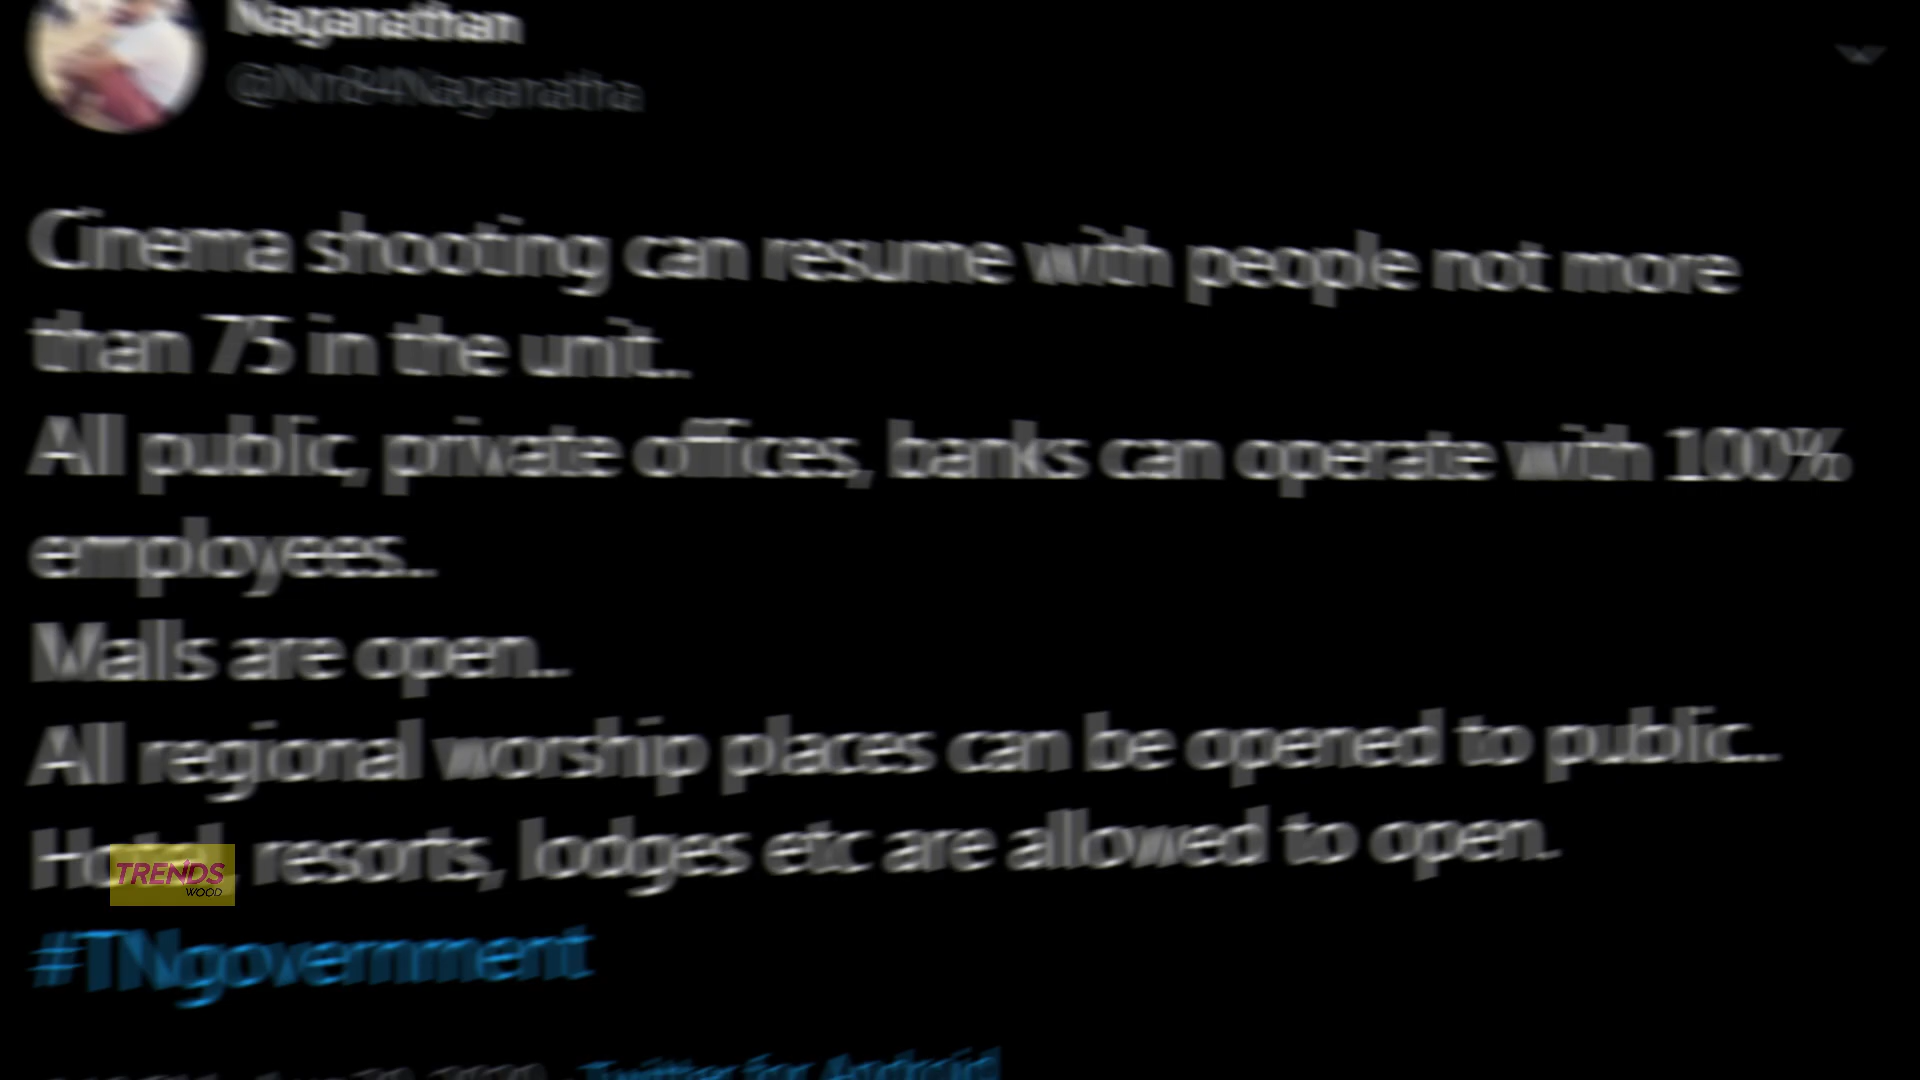 Naganathan
@Nr84Naganatha
Cinema shooting can resume with people not more
than 75 in the unit..
All public, private offices, banks can operate with 100%
employees...
Malls are open...
All regional worship places can be opened to public...
resorts, lodges etc are allowed to open.
TRENDS
WOOD
#TNgovernment
2020 · Twitter for Android